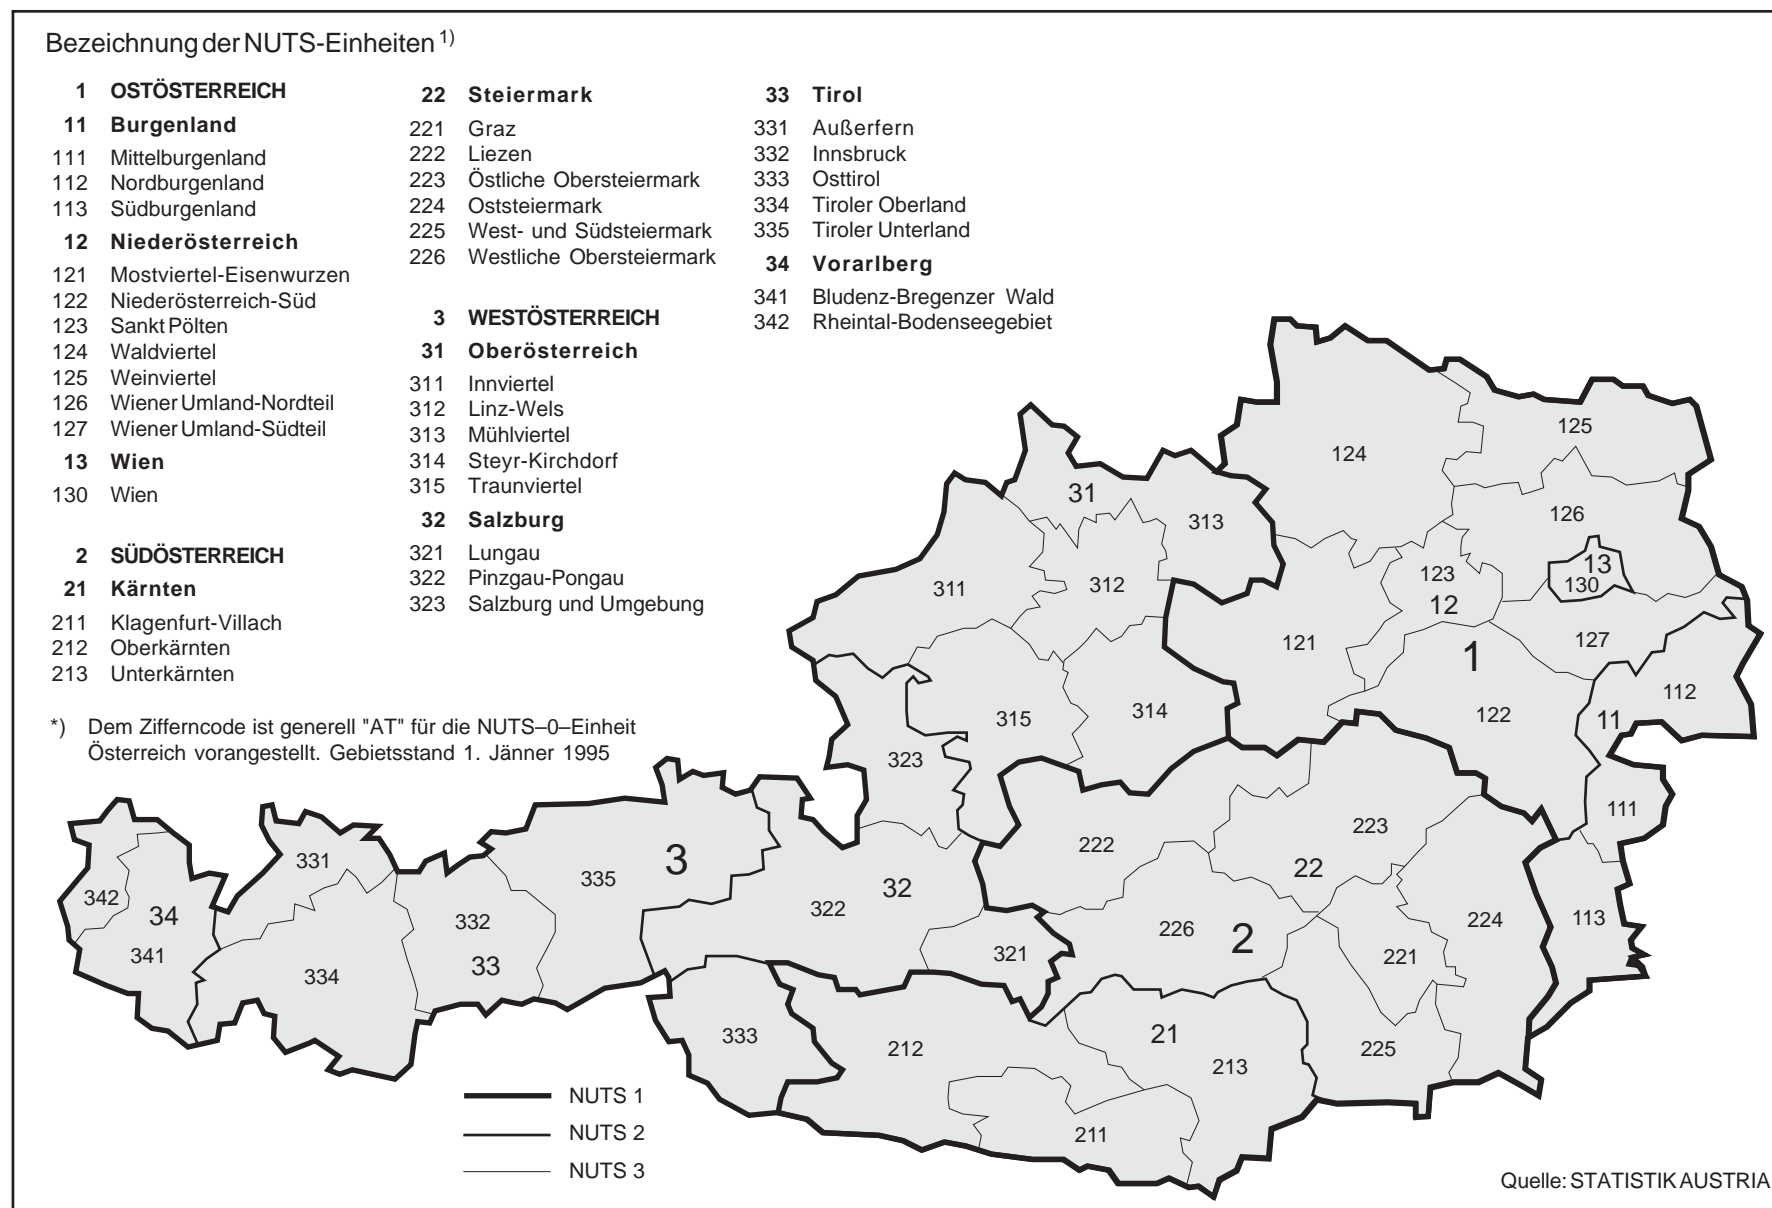 Bezeichnung der NUTS-Einheiten 1)
1 OSTÖSTERREICH
11 Burgenland
111 Mittelburgenland
112 Nordburgenland
113 Südburgenland
12 Niederösterreich
121 Mostviertel-Eisenwurzen
122 Niederösterreich-Süd
123 Sankt Pölten
124 Waldviertel
125 Weinviertel
126 Wiener Umland-Nordteil
127 Wiener Umland-Südteil
13 Wien
130 Wien
2 SÜDÖSTERREICH
21 Kärnten
211 Klagenfurt-Villach
212 Oberkärnten
213 Unterkärnten
22 Steiermark
221 Graz
222 Liezen
223 Östliche Obersteiermark
224 Oststeiermark
225 West- und Südsteiermark
226 Westliche Obersteiermark
3 WESTÖSTERREICH
31 Oberösterreich
311 Innviertel
312 Linz-Wels
313 Mühlviertel
314 Steyr-Kirchdorf
315 Traunviertel
32 Salzburg
321 Lungau
322 Pinzgau-Pongau
323 Salzburg und Umgebung
33 Tirol
331 Außerfern
332 Innsbruck
333 Osttirol
334 Tiroler Oberland
335 Tiroler Unterland
34 Vorarlberg
341 Bludenz-Bregenzer Wald
342 Rheintal-Bodenseegebiet
*) Dem Zifferncode ist generell "AT" für die NUTS–0–Einheit
Österreich vorangestellt. Gebietsstand 1. Jänner 1995
125
124
31
313
126
13
130
123
12
312
311
121
127
1
112
11
122
314
315
323
111
223
222
331
335
3
22
32
342
34
332
322
226
2
224
113
341
33
334
321
221
333
212
21
213
225
211
NUTS 1
NUTS 2
NUTS 3
Quelle: STATISTIK AUSTRIA